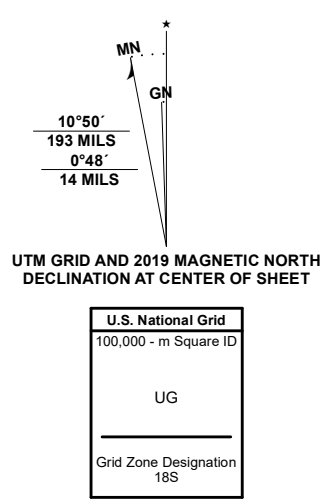 MN
GN
10°50´
193 MILS
0°48´
14 MILS
UTM GRID AND 2019 MAGNETIC NORTH
DECLINATION AT CENTER OF SHEET
U.S. National Grid
100,000 - m Square ID
UG
Grid Zone Designation
18S